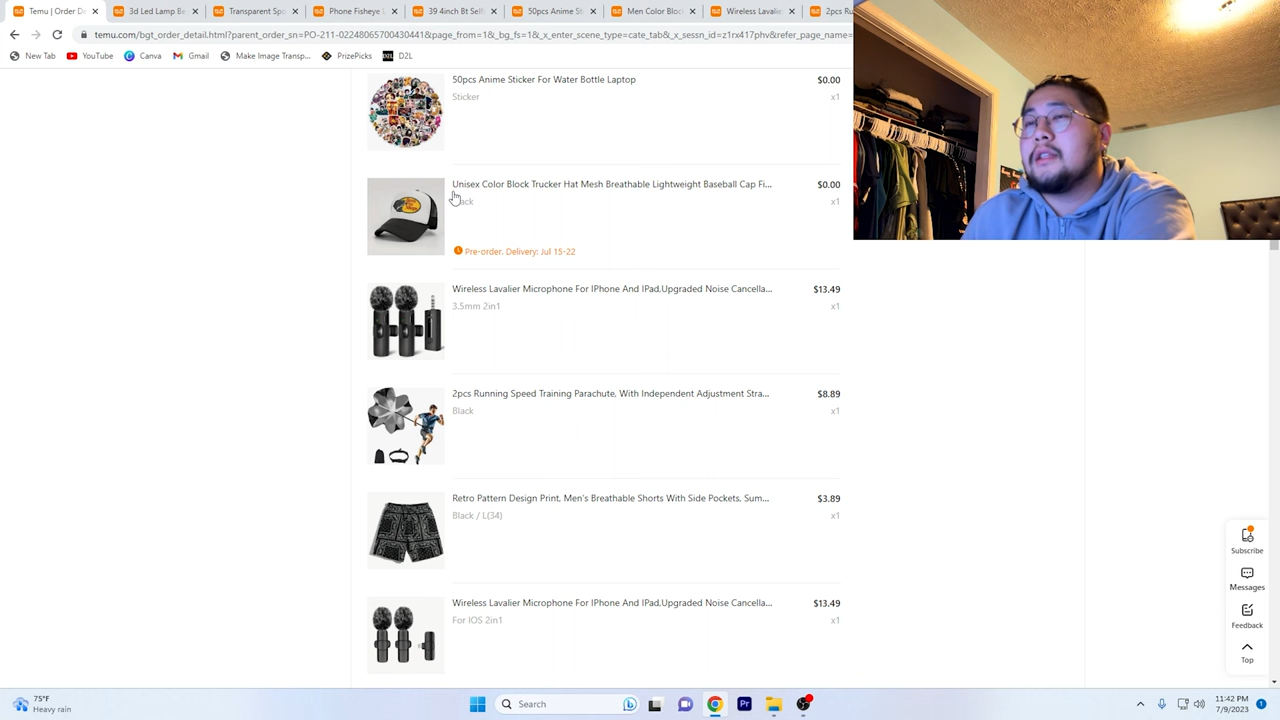 Temu | Order De
3d Led Lamp Be
Transparent Spo
Phone Fisheye L
39 4inch Bt Self
50pcs Anime St
Men Color Bloc
Wireless Lavalie
2pcs Ru
temu.com/bgt_order_detail.html?parent_order_sn=PO-211-02248065700430441&page_from=1&_bg_fs=1&_x_enter_scene_type=cate_tab&_x_sessn_id=z1rx417phv&refer_page_name=
New Tab
YouTube
Canva
Gmail
Make Image Transp...
PrizePicks
D2L
50pcs Anime Sticker For Water Bottle Laptop
$0.00
Sticker
x1
Unisex Color Block Trucker Hat Mesh Breathable Lightweight Baseball Cap Fi...
$0.00
lack
x1
Pre-order. Delivery: Jul 15-22
Wireless Lavalier Microphone For IPhone And IPad,Upgraded Noise Cancella...
$13.49
3.5mm 2in1
x1
2pcs Running Speed Training Parachute, With Independent Adjustment Stra...
$8.89
Black
x1
Retro Pattern Design Print, Men's Breathable Shorts With Side Pockets, Sum...
$3.89
Black / L(34)
x1
Wireless Lavalier Microphone For IPhone And IPad,Upgraded Noise Cancella...
$13.49
For IOS 2in1
x1
Subscribe
Messages
Feedback
Top
75°F
Heavy rain
Search
Pr
11:42 PM
7/9/2023
1